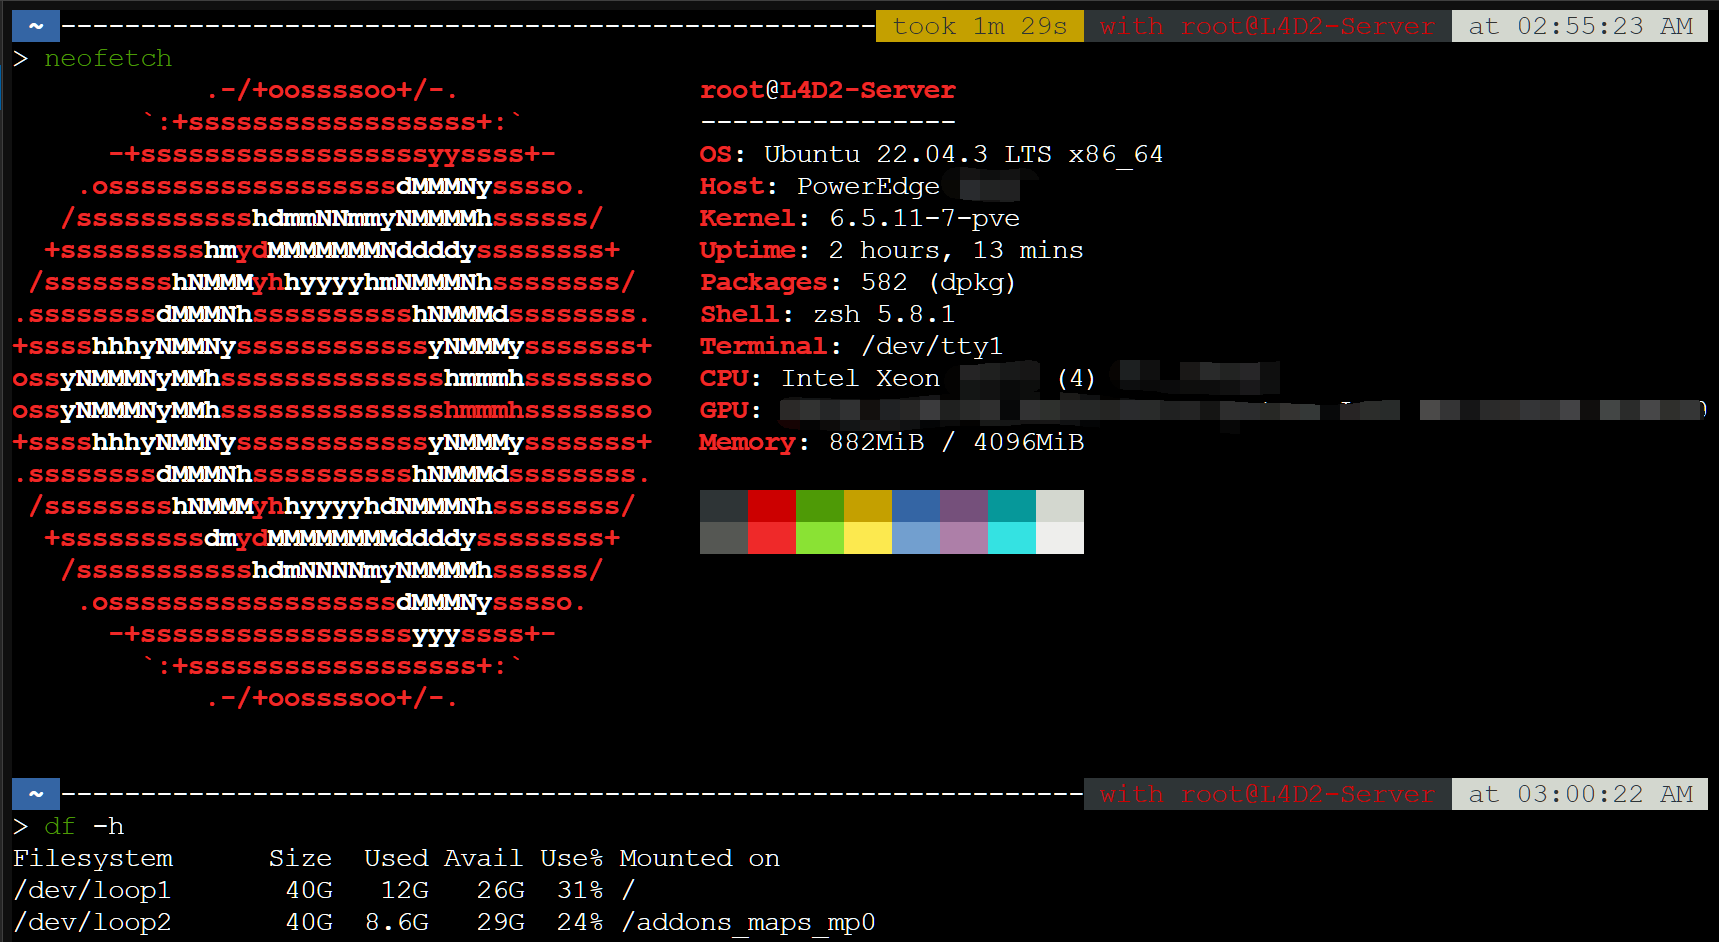 ~ took 1m 29s with root@L4D2-Server at 02:55:23 AM
> neofetch
.-/+oossssoo+/-. root@L4D2-Server
`:+ssssssssssssssssss+:` ----------------
-+ssssssssssssssssssyyssss+- OS: Ubuntu 22.04.3 LTS x86_64
.ossssssssssssssssssdMMMNysssso. Host: PowerEdge
/ssssssssssshdmmNNmmyNMMMMhssssss/ Kernel: 6.5.11-7-pve
+ssssssssshmydMMMMMMMNddddyssssssss+ Uptime: 2 hours, 13 mins
/sssssssshNMMMyhhyyyyhmNMMMNhssssssss/ Packages: 582 (dpkg)
.ssssssssdMMMNhsssssssssshNMMMdssssssss. Shell: zsh 5.8.1
+sssshhhyNMMNyssssssssssssyNMMMysssssss+ Terminal: /dev/tty1
ossyNMMMNyMMhsssssssssssssshmmmhssssssso CPU: Intel Xeon (4)
ossyNMMMNyMMhsssssssssssssshmmmhssssssso GPU:
+sssshhhyNMMNyssssssssssssyNMMMysssssss+ Memory: 882MiB / 4096MiB
.ssssssssdMMMNhsssssssssshNMMMdssssssss.
/sssssssshNMMMyhhyyyyhdNMMMNhssssssss/
+sssssssssdmydMMMMMMMMddddyssssssss+
/ssssssssssshdmNNNNmyNMMMMhssssss/
.ossssssssssssssssssdMMMNysssso.
-+sssssssssssssssssyyyssss+-
`:+ssssssssssssssssss+:`
.-/+oossssoo+/-.
~ with root@L4D2-Server at 03:00:22 AM
> df -h
Filesystem Size Used Avail Use% Mounted on
/dev/loop1 40G 12G 26G 31% /
/dev/loop2 40G 8.6G 29G 24% /addons_maps_mp0